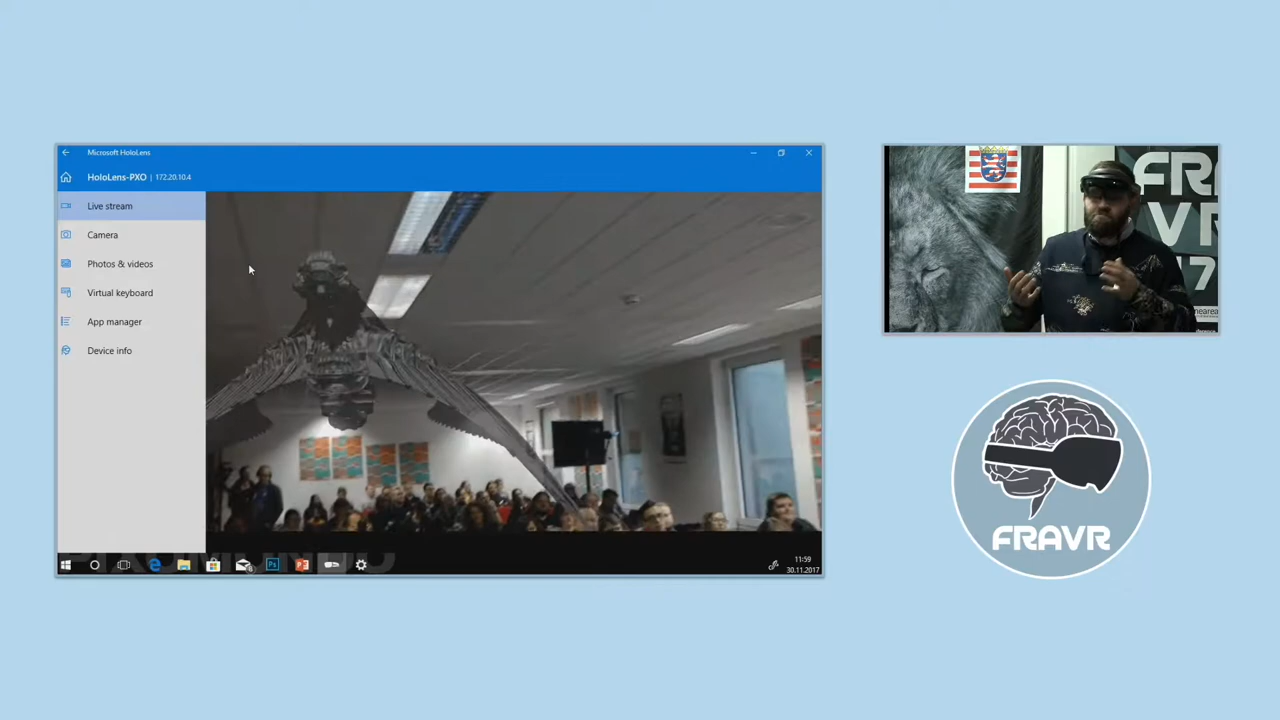 Microsoft HoloLens
HoloLens-PXO | 172.20.10.4
Live stream
Camera
Photos & videos
Virtual keyboard
App manager
Device info
11:59
30.11.2017
FRAVR